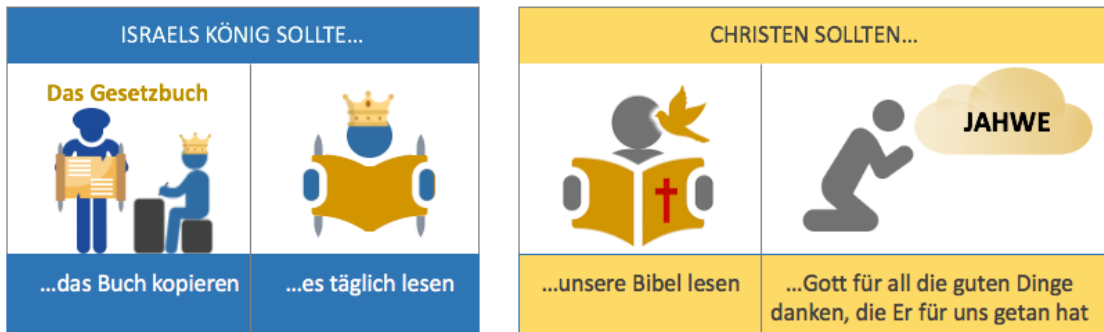 ISRAELS KÖNIG SOLLTE...
Das Gesetzbuch
...das Buch kopieren
...es täglich lesen
CHRISTEN SOLLTEN...
JAHWE
...unsere Bibel lesen
...Gott für all die guten Dinge
danken, die Er für uns getan hat